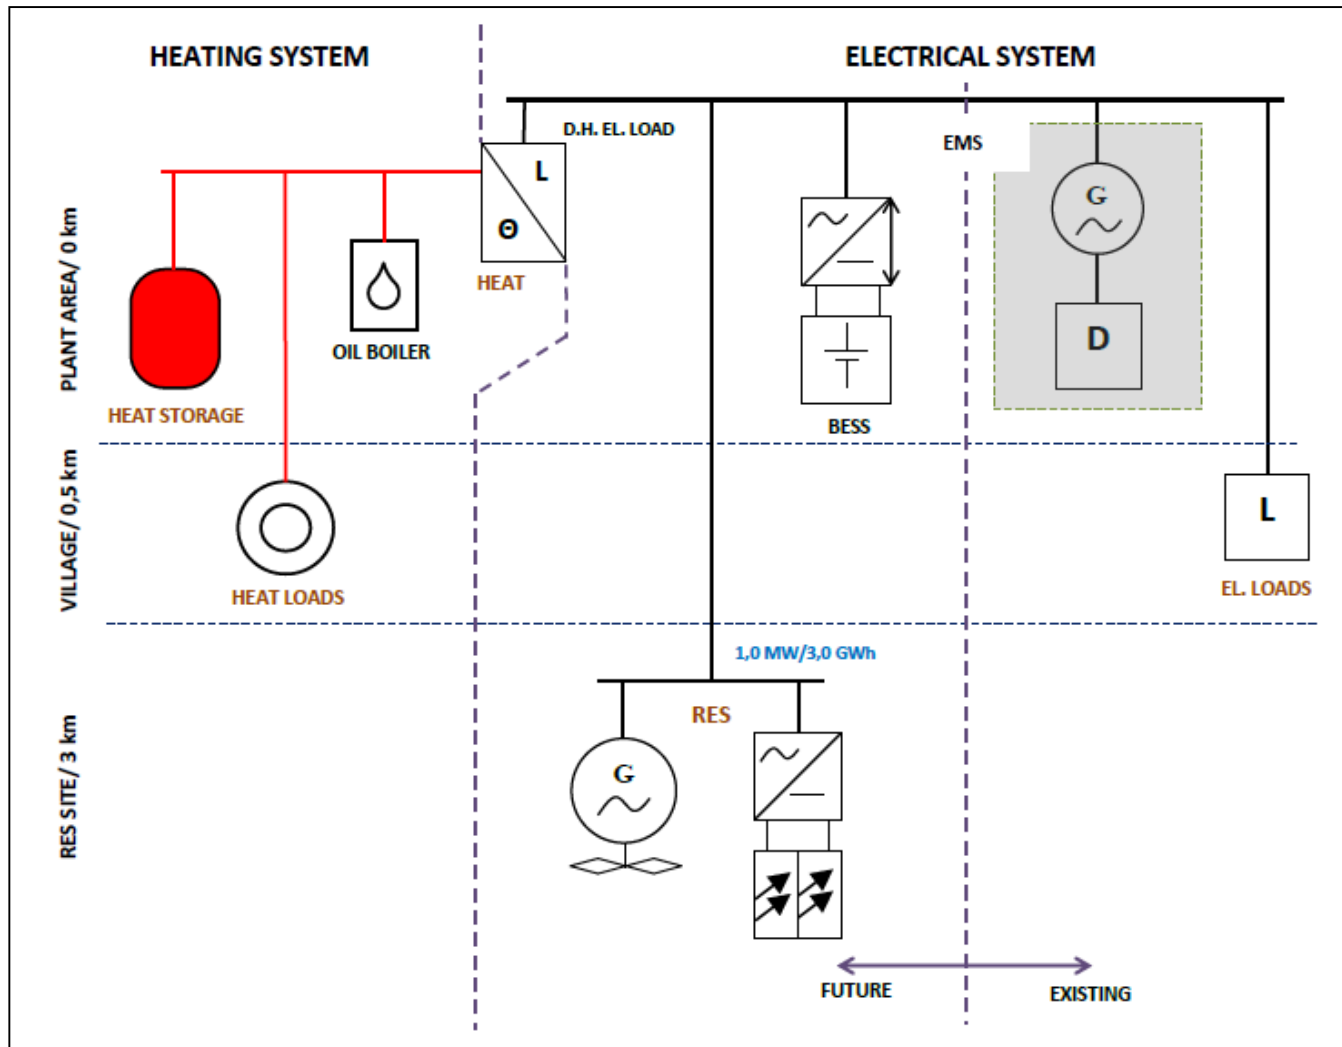 HEATING SYSTEM
ELECTRICAL SYSTEM
D.H. EL. LOAD
EMS
L
Θ
HEAT
G
D
PLANT AREA/ 0 km
OIL BOILER
HEAT STORAGE
BESS
VILLAGE/ 0,5 km
L
HEAT LOADS
EL. LOADS
1,0 MW/3,0 GWh
RES
G
RES SITE/ 3 km
FUTURE
EXISTING